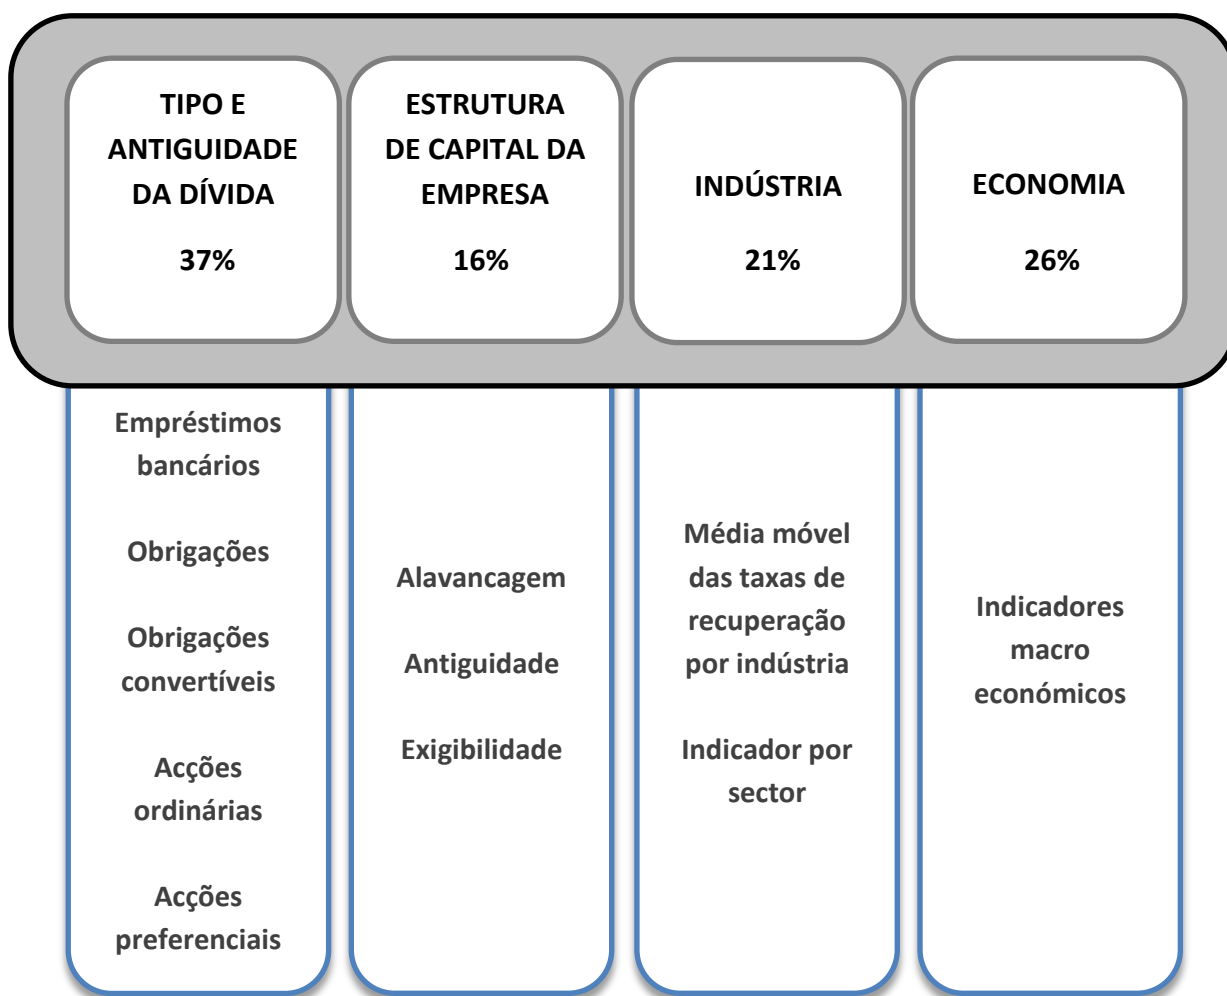 TIPO E
ANTIGUIDADE
DA DÍVIDA
37%
ESTRUTURA
DE CAPITAL DA
EMPRESA
16%
INDÚSTRIA
21%
ECONOMIA
26%
Empréstimos
bancários
Obrigações
Obrigações
convertíveis
Acções
ordinárias
Acções
preferenciais
Alavancagem
Antiguidade
Exigibilidade
Média móvel
das taxas de
recuperação
por indústria
Indicador por
sector
Indicadores
macro
económicos